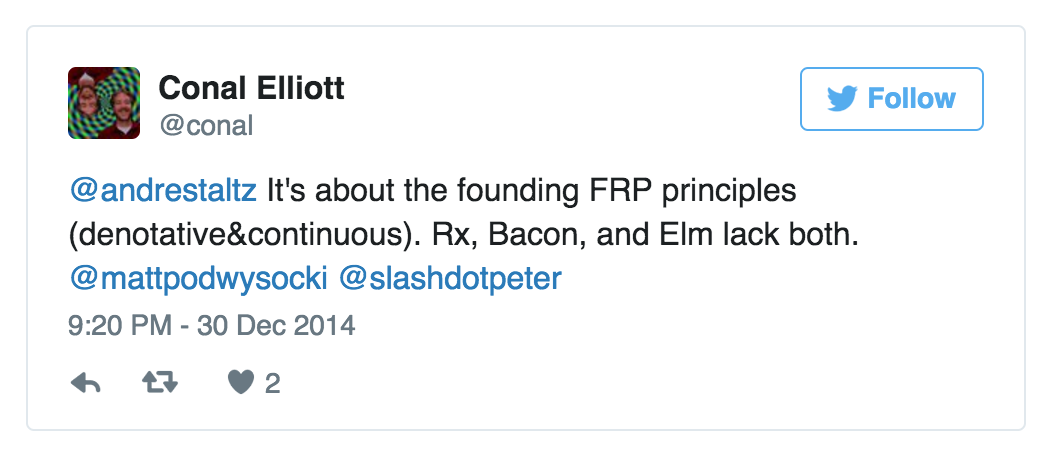 Conal Elliott
@conal
Follow
@andrestaltz It's about the founding FRP principles
(denotative&continuous). Rx, Bacon, and Elm lack both.
@mattpodwysocki @slashdotpeter
9:20 PM - 30 Dec 2014
2